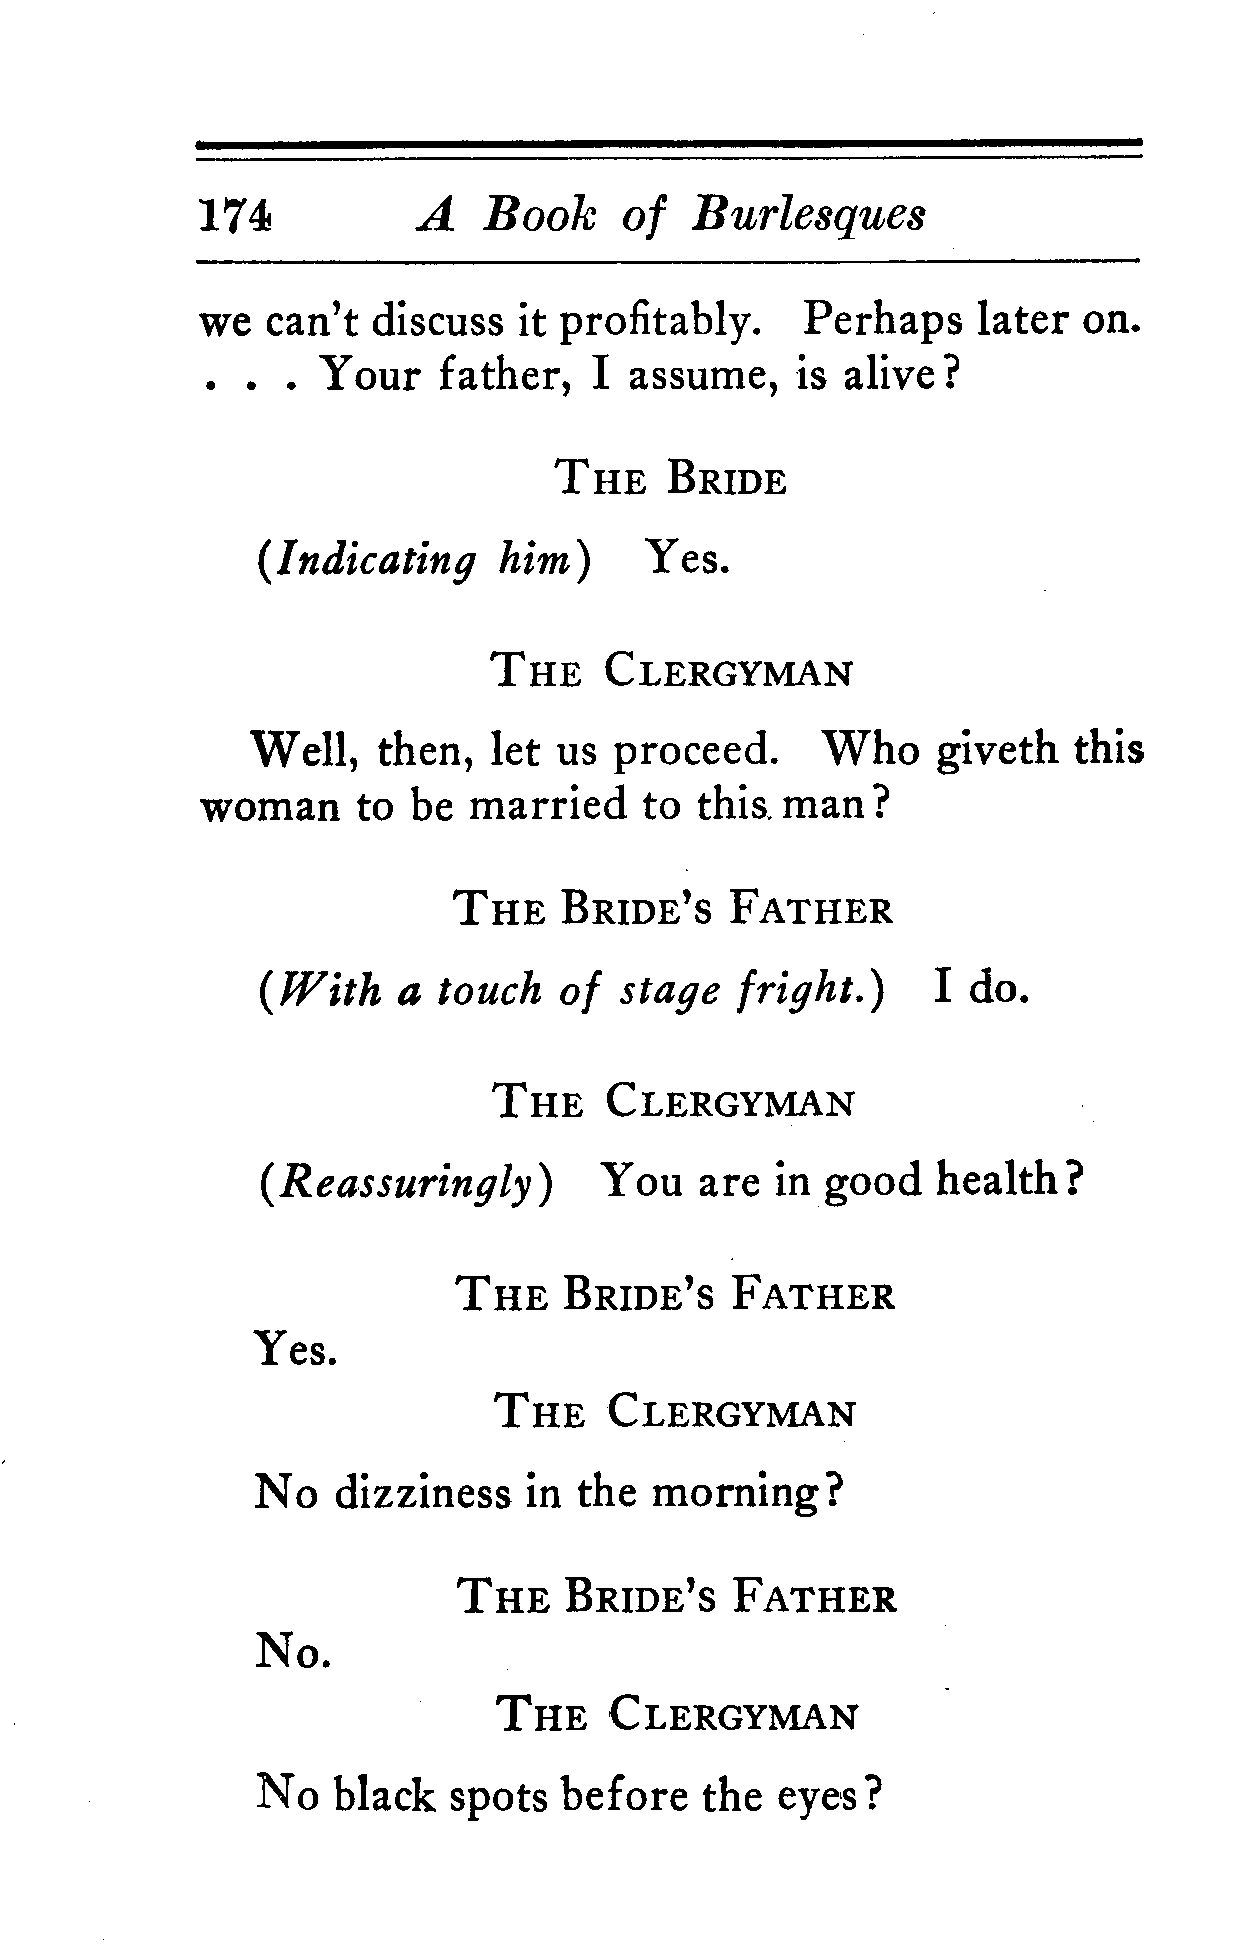 174 A Book of Burlesques
we can't discuss it profitably. Perhaps later on.
. . . Your father, I assume, is alive?
THE BRIDE
(Indicating him) Yes.
THE CLERGYMAN
Well, then, let us proceed. Who giveth this
woman to be married to this man?
THE BRIDE'S FATHER
(With a touch of stage fright.) I do.
THE CLERGYMAN
(Reassuringly) You are in good health?
THE BRIDE'S FATHER
Yes.
THE CLERGYMAN
No dizziness in the morning?
THE BRIDE'S FATHER
No.
THE CLERGYMAN
No black spots before the eyes?